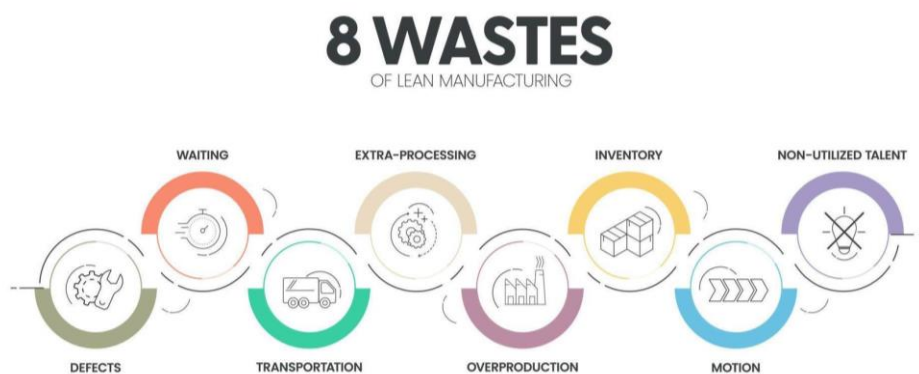 8 WASTES
OF LEAN MANUFACTURING
WAITING
EXTRA-PROCESSING
INVENTORY
NON-UTILIZED TALENT
DEFECTS
TRANSPORTATION
OVERPRODUCTION
MOTION